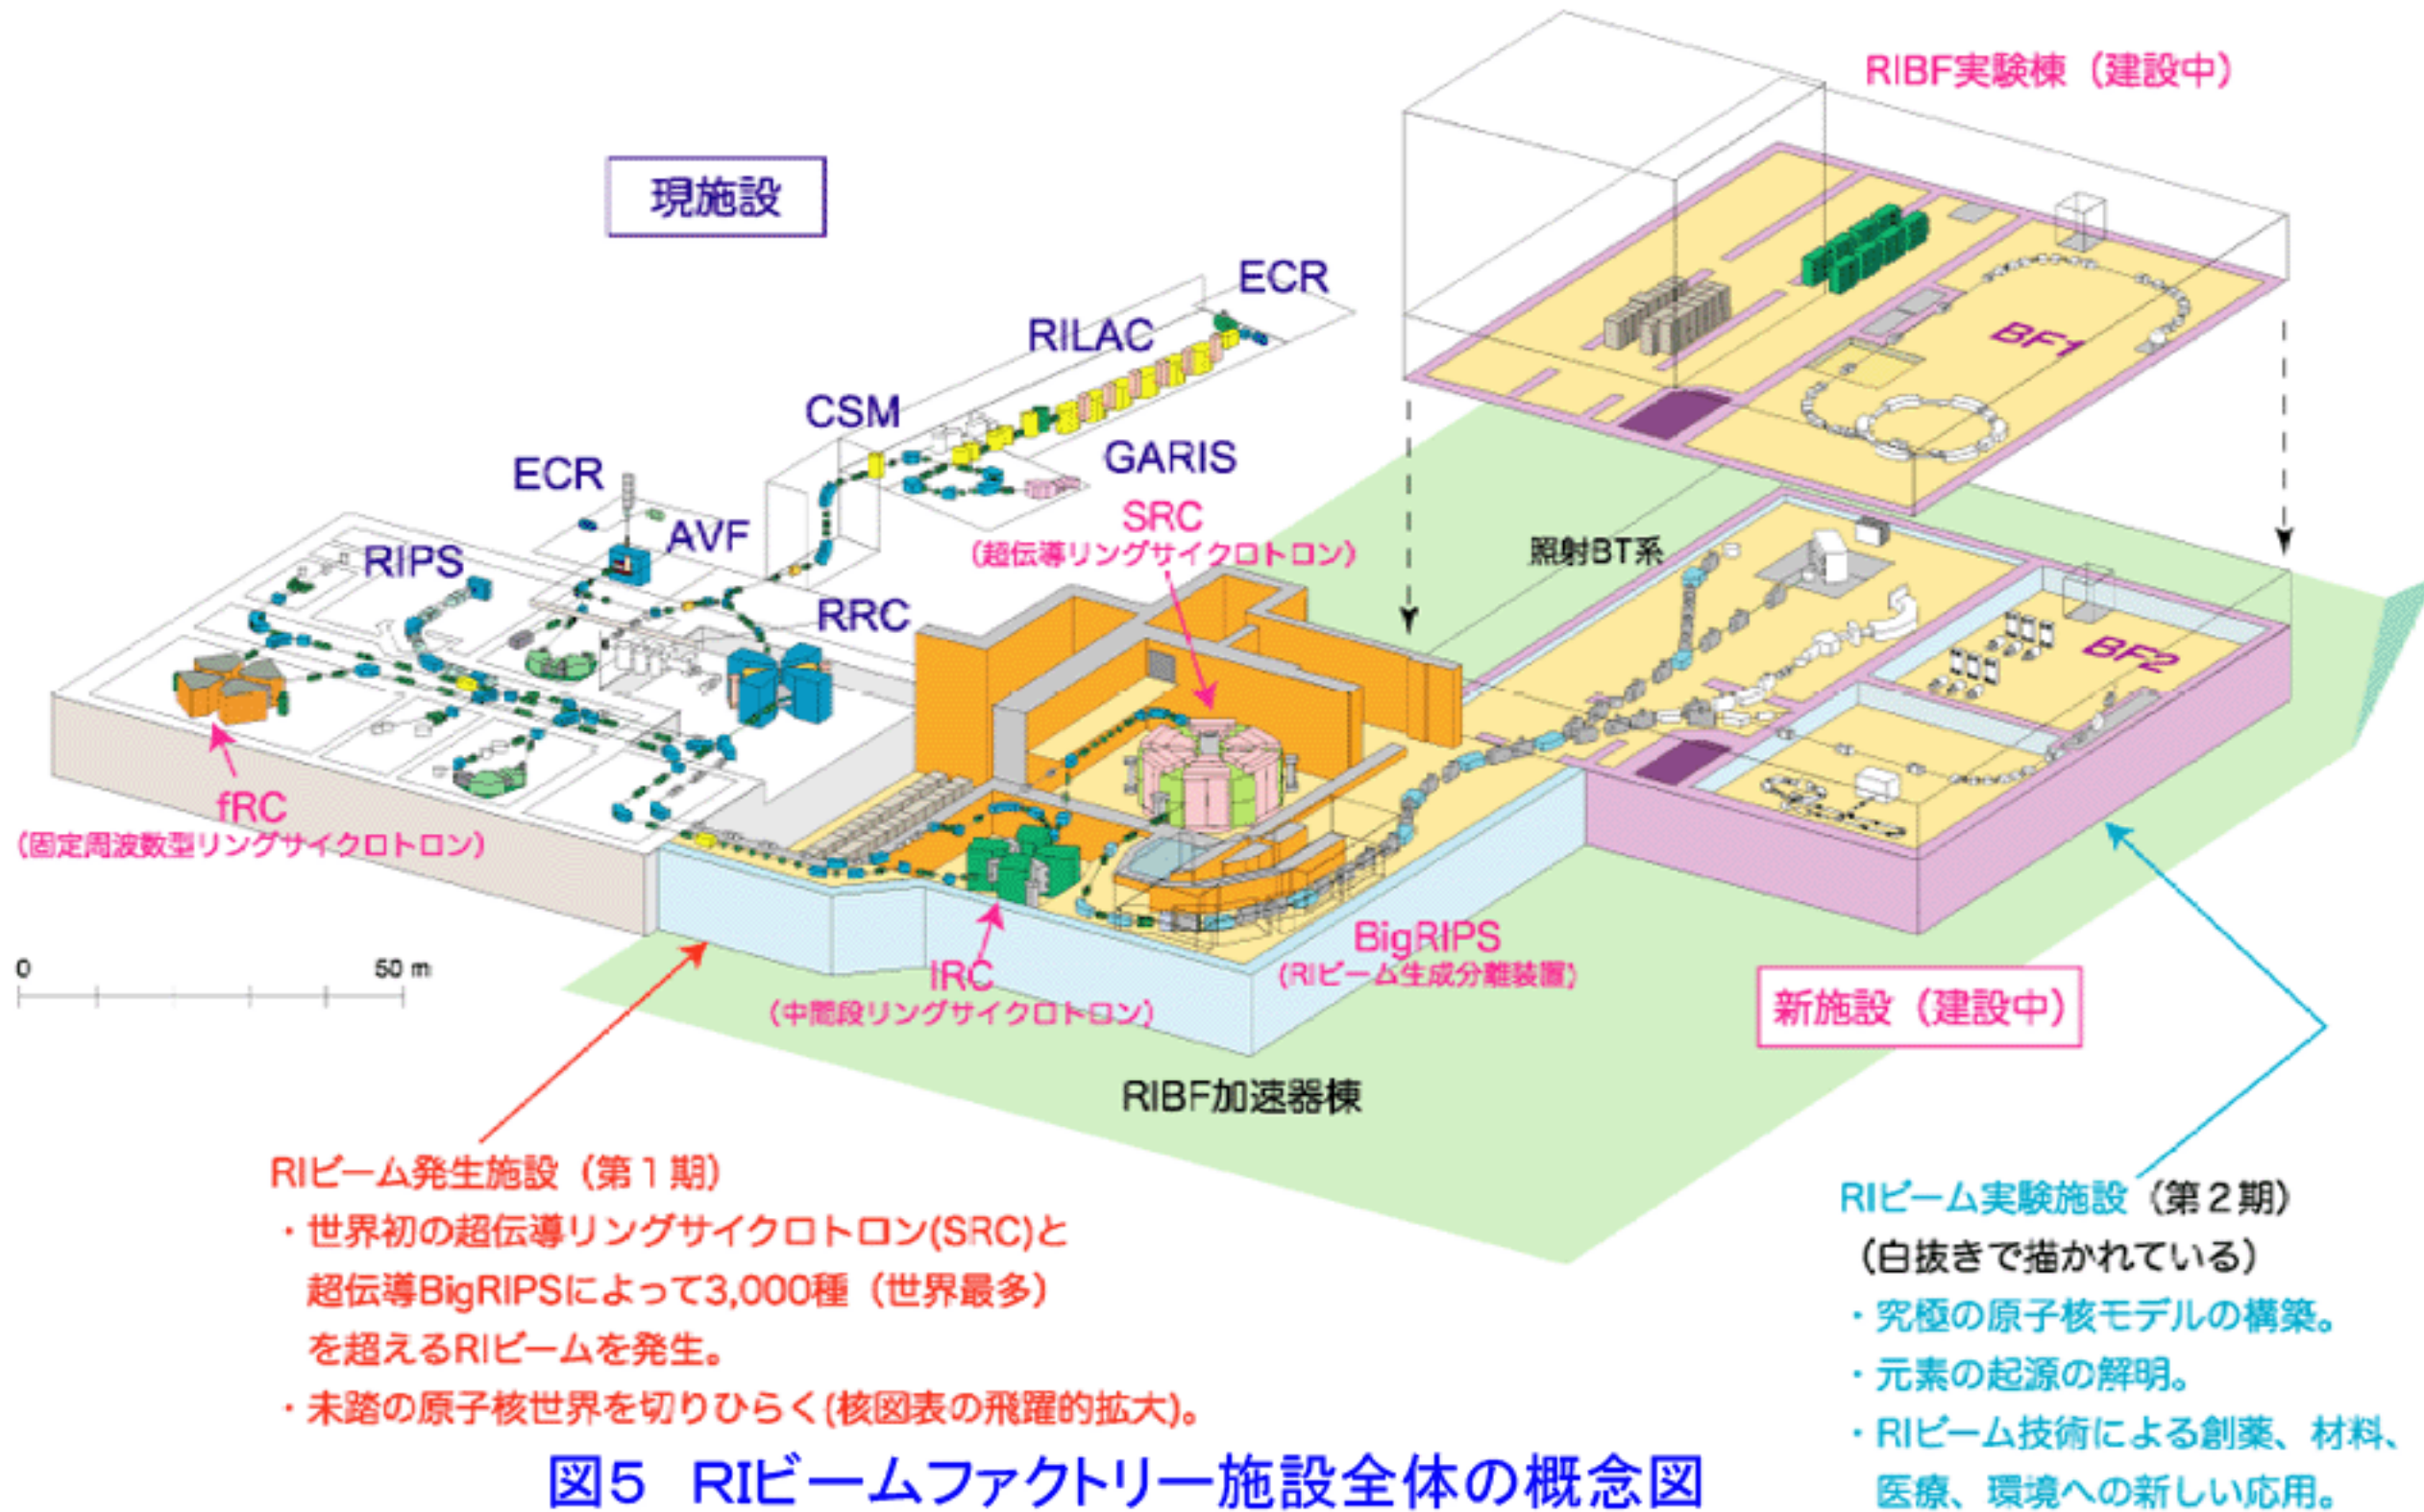 RIBF実験棟（建設中）
現施設
ECR
RILAC
BF1
CSM
GARIS
ECR
SRC
（超伝導リングサイクロトロン）
AVF
照射BT系
RIPS
RRC
BF2
fRC
（固定周波数型リングサイクロトロン）
BigRIPS
（RIビーム生成分離装置）
0 50 m
IRC
（中間段リングサイクロトロン）
新施設（建設中）
RIBF加速器棟
RIビーム発生施設（第１期）
・世界初の超伝導リングサイクロトロン(SRC)と
超伝導BigRIPSによって3,000種（世界最多）
を超えるRIビームを発生。
・未踏の原子核世界を切りひらく(核図表の飛躍的拡大)。
RIビーム実験施設（第２期）
（白抜きで描かれている）
・究極の原子核モデルの構築。
・元素の起源の解明。
・RIビーム技術による創薬、材料、
医療、環境への新しい応用。
図５ RIビームファクトリー施設全体の概念図